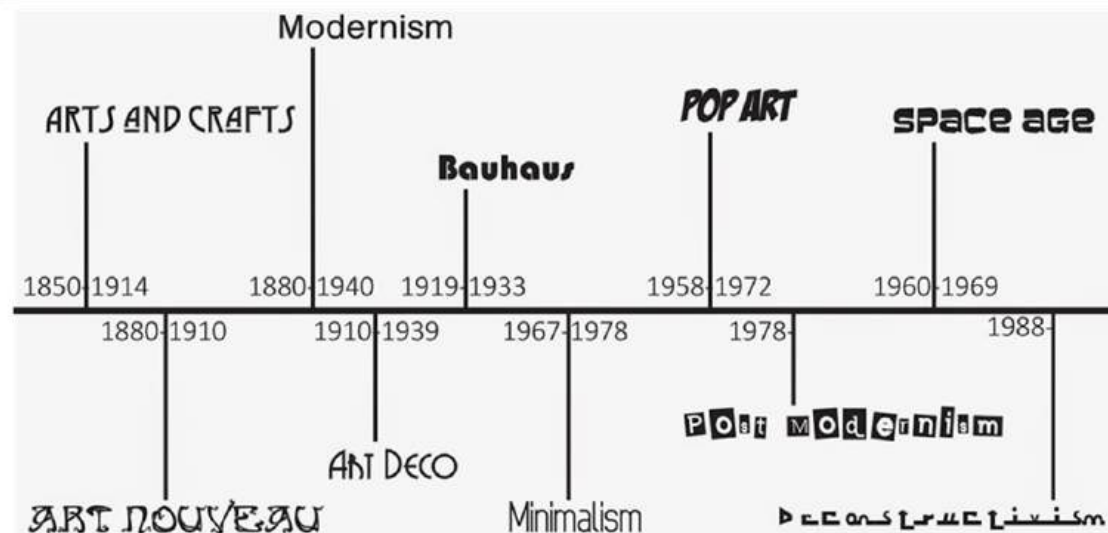 Modernism
ARTS AND CRAFTS
POP ART
SPACE AGE
Bauhaus
1850-1914
1880-1940
1919-1933
1958-1972
1960-1969
1880-1910
1910-1939
1967-1978
1978-
1988-
Post Modernism
ART DECO
ART NOUVEAU
Minimalism
Deconstructivism